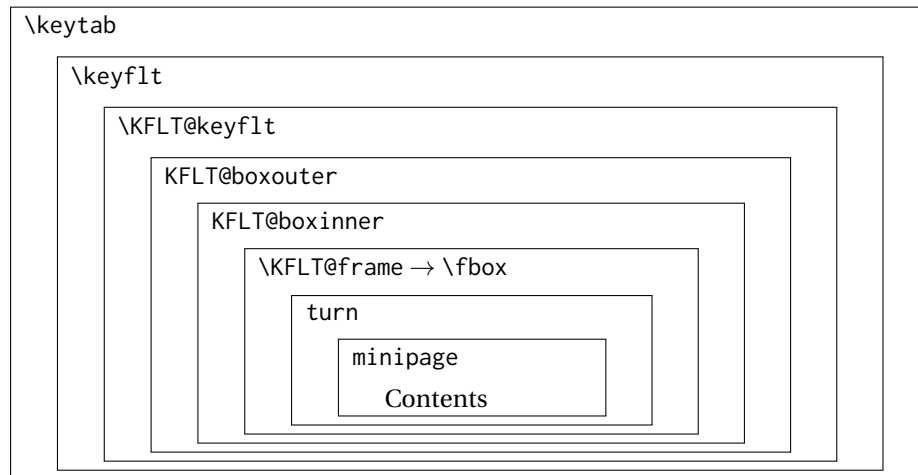 \keytab
\keyflt
\KFLT@keyflt
KFLT@boxouter
KFLT@boxinner
\KFLT@frame → \fbox
turn
minipage
Contents